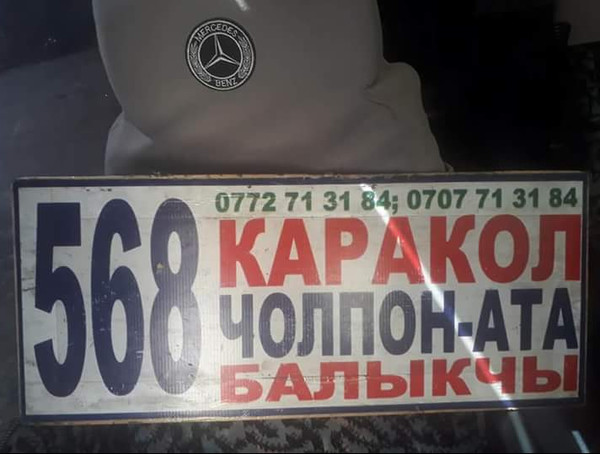 MERCEDES
BENZ
0772 71 31 84; 0707 71 31 84
568
КАРАКОЛ
ЧОЛПОН-АТА
БАЛЫКЧЫ